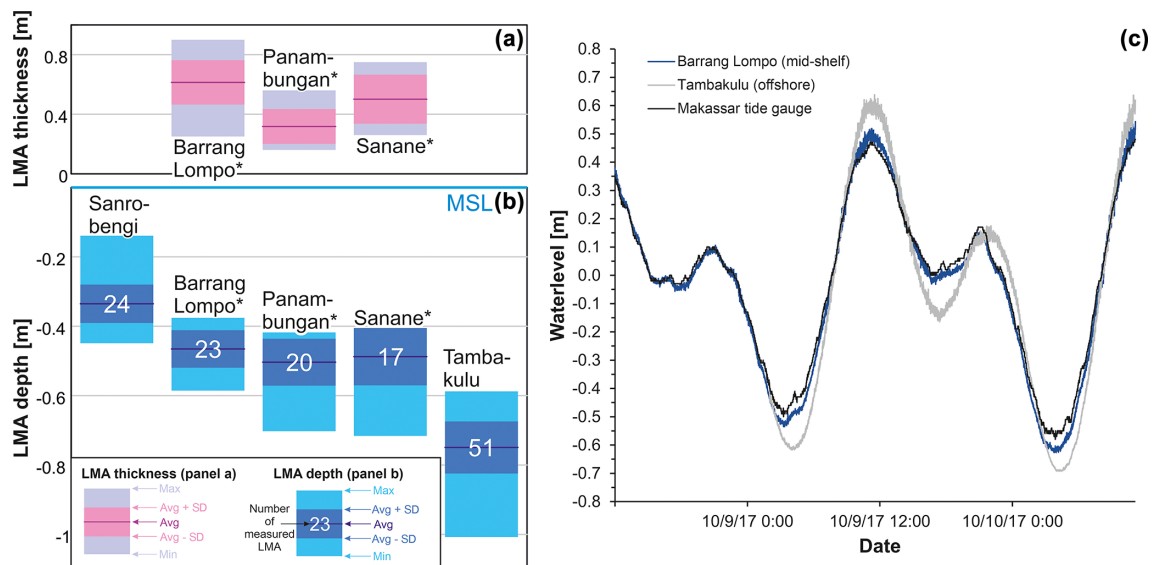 (a)
LMA thickness [m]
0.8
0.4
0
Barrang
Lompo*
Panam-
bungan*
Sanane*
MSL
(b)
LMA depth [m]
-0.2
-0.4
-0.6
-0.8
-1
Sanro-
bengi
24
Barrang
Lompo*
23
Panam-
bungan*
20
Sanane*
17
Tamba-
kulu
51
LMA thickness (panel a)
Max
Avg + SD
Avg
Avg - SD
Min
LMA depth (panel b)
Number
of
measured
LMA
23
Max
Avg + SD
Avg
Avg - SD
Min
(c)
Waterlevel [m]
0.8
0.7
0.6
0.5
0.4
0.3
0.2
0.1
0.0
-0.1
-0.2
-0.3
-0.4
-0.5
-0.6
-0.7
-0.8
Barrang Lompo (mid-shelf)
Tambakulu (offshore)
Makassar tide gauge
10/9/17 0:00
10/9/17 12:00
10/10/17 0:00
Date